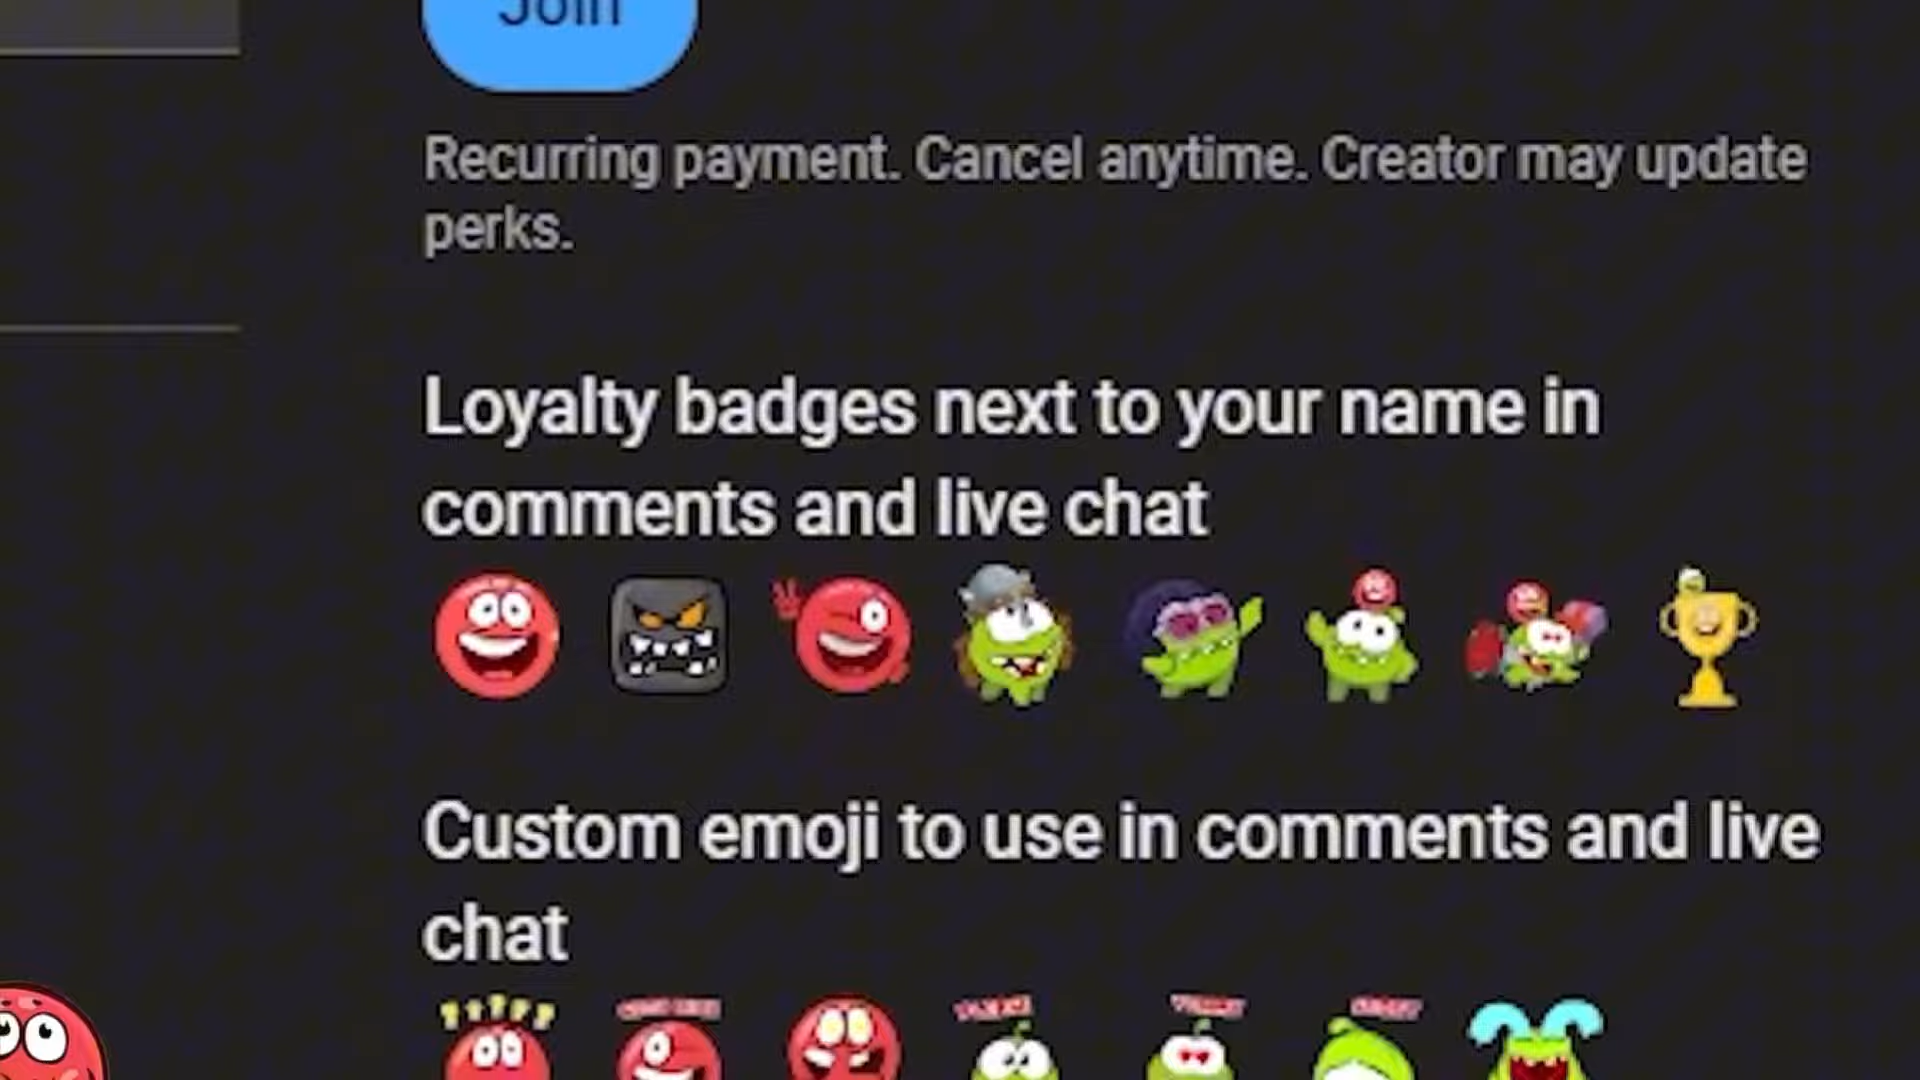 Join
Recurring payment. Cancel anytime. Creator may update
perks.
Loyalty badges next to your name in
comments and live chat
Custom emoji to use in comments and live
chat